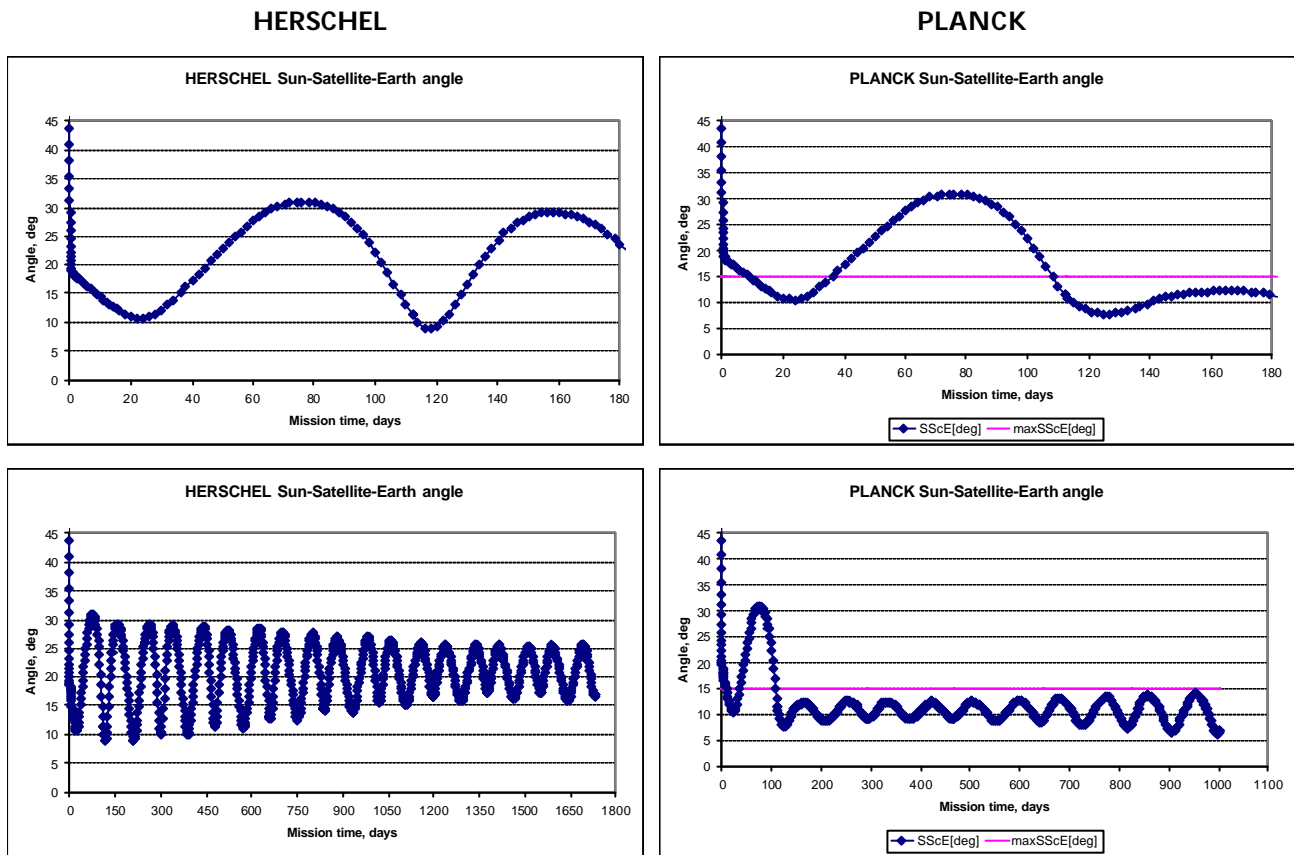 HERSCHEL
PLANCK
HERSCHEL Sun-Satellite-Earth angle
45
40
35
30
25
20
15
10
5
0
Angle, deg
0 20 40 60 80 100 120 140 160 180
Mission time, days
PLANCK Sun-Satellite-Earth angle
45
40
35
30
25
20
15
10
5
0
Angle, deg
0 20 40 60 80 100 120 140 160 180
Mission time, days
SScE[deg] maxSScE[deg]
HERSCHEL Sun-Satellite-Earth angle
45
40
35
30
25
20
15
10
5
0
Angle, deg
0 150 300 450 600 750 900 1050 1200 1350 1500 1650 1800
Mission time, days
PLANCK Sun-Satellite-Earth angle
45
40
35
30
25
20
15
10
5
0
Angle, deg
0 100 200 300 400 500 600 700 800 900 1000 1100
Mission time, days
SScE[deg] maxSScE[deg]